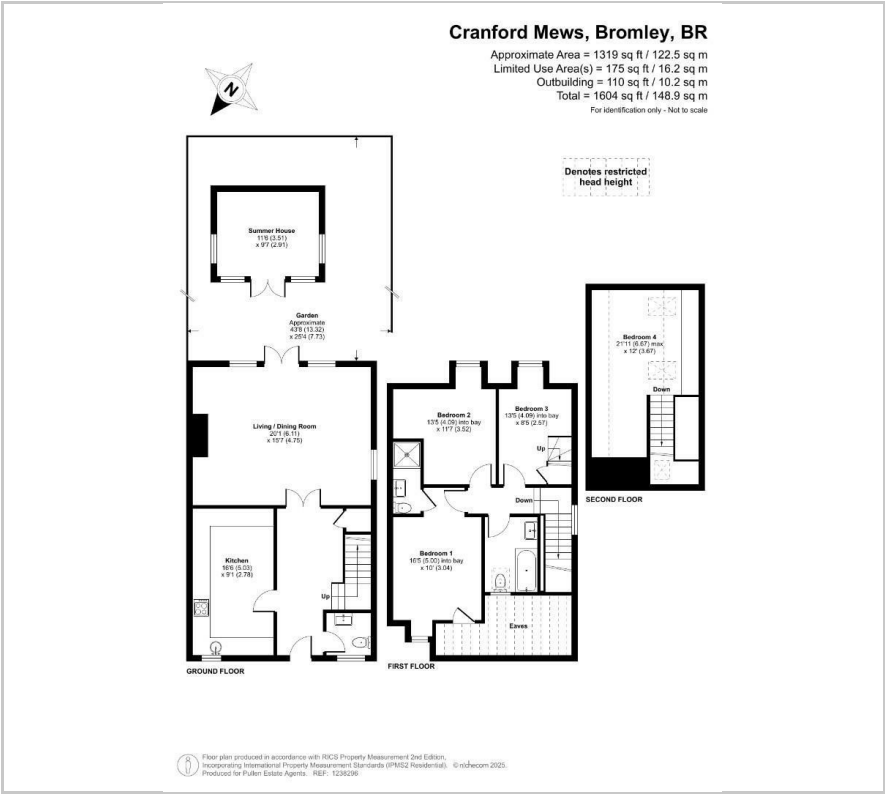 Cranford Mews, Bromley, BR
Approximate Area = 1319 sq ft / 122.5 sq m
Limited Use Area(s) = 175 sq ft / 16.2 sq m
Outbuilding = 110 sq ft / 10.2 sq m
Total = 1604 sq ft / 148.9 sq m
For identification only - Not to scale
N
Denotes restricted
head height
Summer House
11'6 (3.51)
x 9'7 (2.91)
Garden
Approximate
43'8 (13.32)
x 25'4 (7.73)
Living / Dining Room
20'1 (6.11)
x 15'7 (4.75)
Kitchen
16'6 (5.03)
x 9'1 (2.78)
Up
GROUND FLOOR
Bedroom 2
13'5 (4.09) into bay
x 11'7 (3.52)
Bedroom 3
13'5 (4.09) into bay
x 8'5 (2.57)
Up
Down
Bedroom 1
16'5 (5.00) into bay
x 10' (3.04)
Eaves
FIRST FLOOR
Bedroom 4
21'11 (6.67) max
x 12' (3.67)
Down
SECOND FLOOR
Floor plan produced in accordance with RICS Property Measurement 2nd Edition,
Incorporating International Property Measurement Standards (IPMS2 Residential). © nichecom 2025.
Produced for Pullen Estate Agents. REF: 1238296